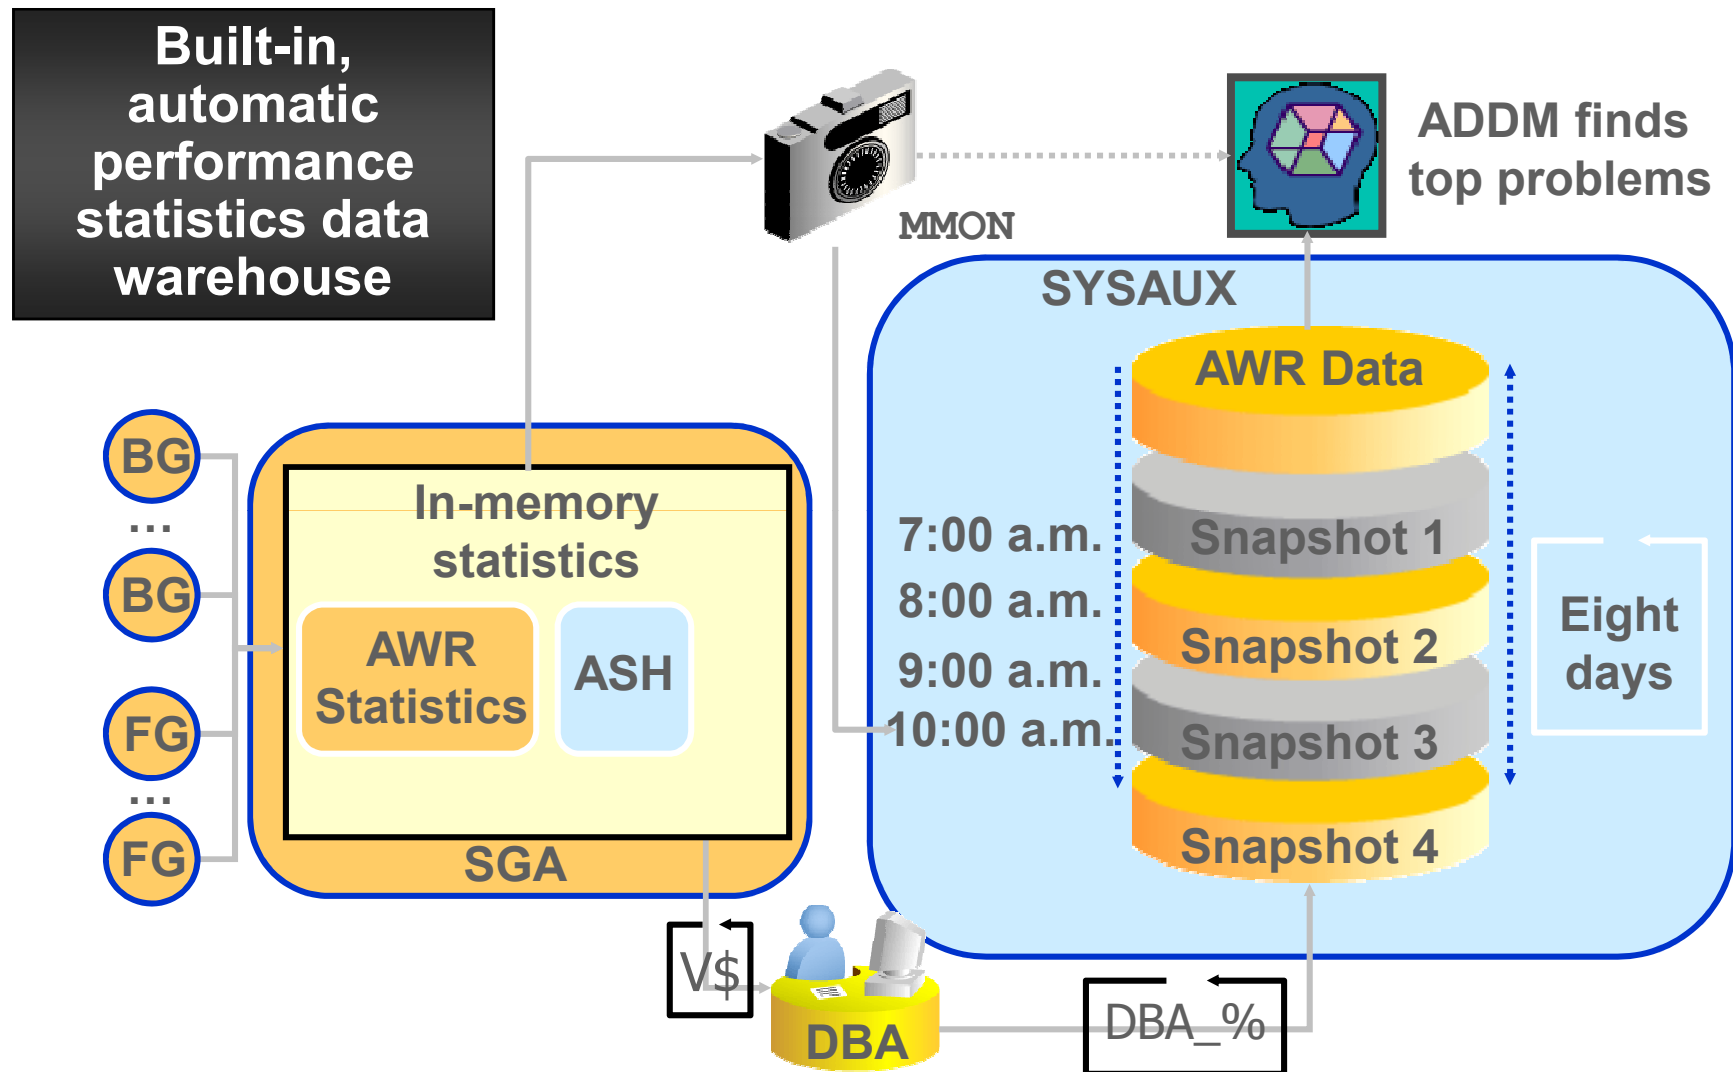 Built-in,
automatic
performance
statistics data
warehouse
MMON
ADDM finds
top problems
SYSAUX
AWR Data
BG
...
BG
FG
...
FG
In-memory
statistics
AWR
Statistics
ASH
SGA
7:00 a.m.
8:00 a.m.
9:00 a.m.
10:00 a.m.
Snapshot 1
Snapshot 2
Snapshot 3
Snapshot 4
Eight
days
V$
DBA
DBA_%